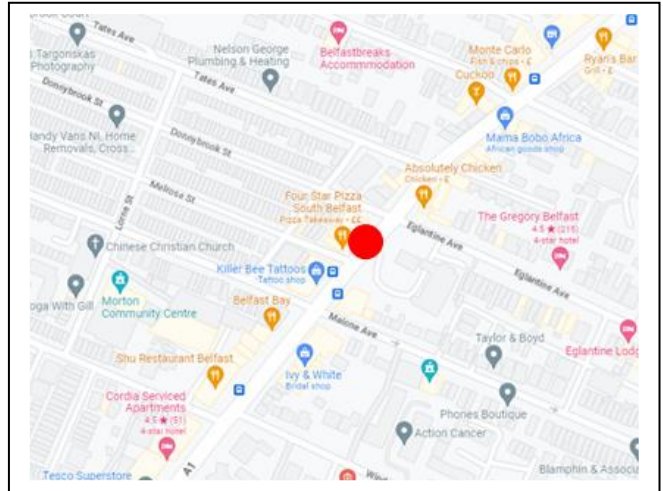 Tates Ave
Targonskas
Photography
Nelson George
Plumbing & Heating
Belfastbreaks
Accommmodation
Monte Carlo
Fish & chips • £
Ryan's Bar
Grill • £
Cuckoo
Donnybrook St
Tates Ave
Mama Bobo Africa
African goods shop
Vans NI, Home
Removals, Cross...
Donnybrook St
Absolutely Chicken
Chicken • £
Melrose St
Four Star Pizza
South Belfast
Pizza Takeaway • ££
The Gregory Belfast
4.5 ★ (215)
4-star hotel
Lorne St
Eglantine Ave
Chinese Christian Church
Killer Bee Tattoos
Tattoo shop
Eglantine Ave
With Gill
Morton
Community Centre
Belfast Bay
Malone Ave
Taylor & Boyd
Eglantine
Shu Restaurant Belfast
Ivy & White
Bridal shop
Cordia Serviced
Apartments
4.5 ★ (51)
4-star hotel
Phones Boutique
Action Cancer
A1
Tesco Superstore
Blamphin &